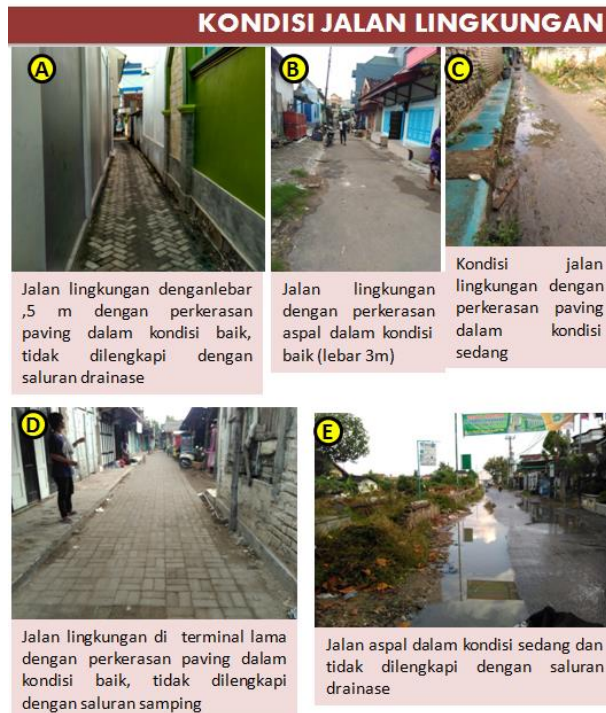 KONDISI JALAN LINGKUNGAN
A
B
C
Jalan lingkungan denganlebar
,5 m dengan perkerasan
paving dalam kondisi baik,
tidak dilengkapi dengan
saluran drainase
Jalan lingkungan
dengan perkerasan
aspal dalam kondisi
baik (lebar 3m)
Kondisi jalan
lingkungan dengan
perkerasan paving
dalam kondisi
sedang
D
E
Jalan lingkungan di terminal lama
dengan perkerasan paving dalam
kondisi baik, tidak dilengkapi
dengan saluran samping
Jalan aspal dalam kondisi sedang dan
tidak dilengkapi dengan saluran
drainase